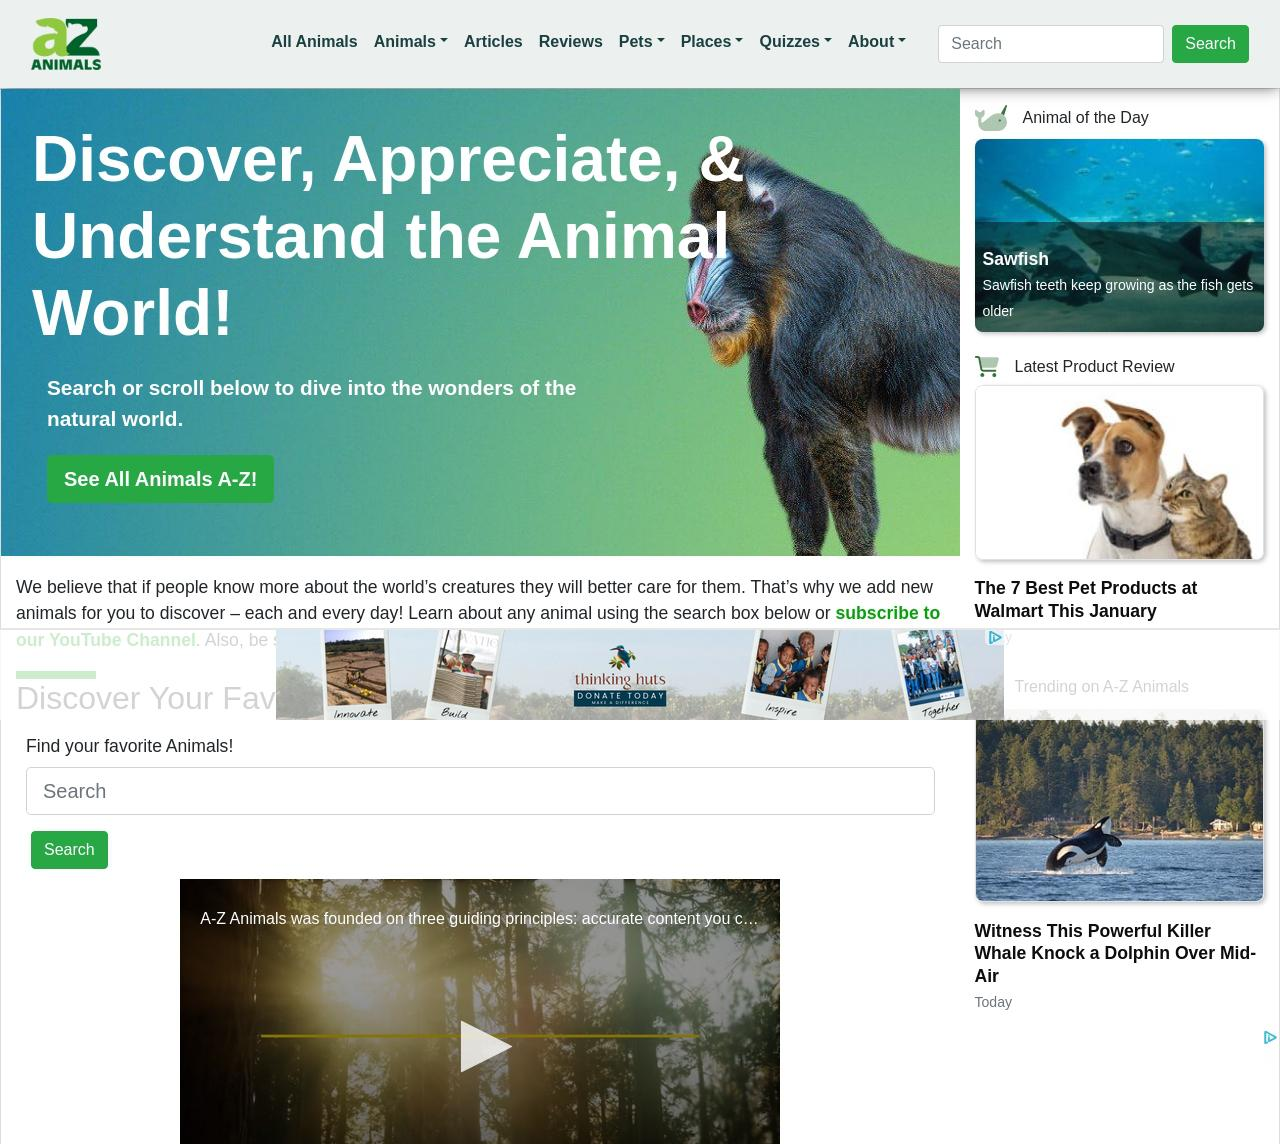 aZ
ANIMALS
All Animals
Animals
Articles
Reviews
Pets
Places
Quizzes
About
Search
Search
Discover, Appreciate, &
Understand the Animal
World!
Search or scroll below to dive into the wonders of the
natural world.
See All Animals A-Z!
We believe that if people know more about the world’s creatures they will better care for them. That’s why we add new
animals for you to discover – each and every day! Learn about any animal using the search box below or subscribe to
our YouTube Channel. Also, be
Discover Your Fav
Innovate
Build
thinking huts
DONATE TODAY
MAKE A DIFFERENCE
Inspire
Together
Find your favorite Animals!
Search
Search
A-Z Animals was founded on three guiding principles: accurate content you c…
Animal of the Day
Sawfish
Sawfish teeth keep growing as the fish gets
older
Latest Product Review
The 7 Best Pet Products at
Walmart This January
Trending on A-Z Animals
Witness This Powerful Killer
Whale Knock a Dolphin Over Mid-
Air
Today